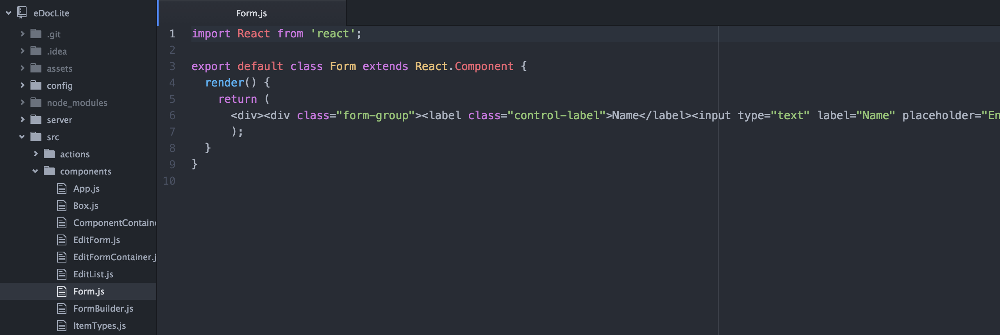 eDocLite
.git
.idea
assets
config
node_modules
server
src
actions
components
App.js
Box.js
ComponentContaine
EditForm.js
EditFormContainer.j
EditList.js
Form.js
FormBuilder.js
ItemTypes.js
Form.js
1 import React from 'react';
2
3 export default class Form extends React.Component {
4 render() {
5 return (
6 <div><div class="form-group"><label class="control-label">Name</label><input type="text" label="Name" placeholder="En
7 );
8 }
9 }
10